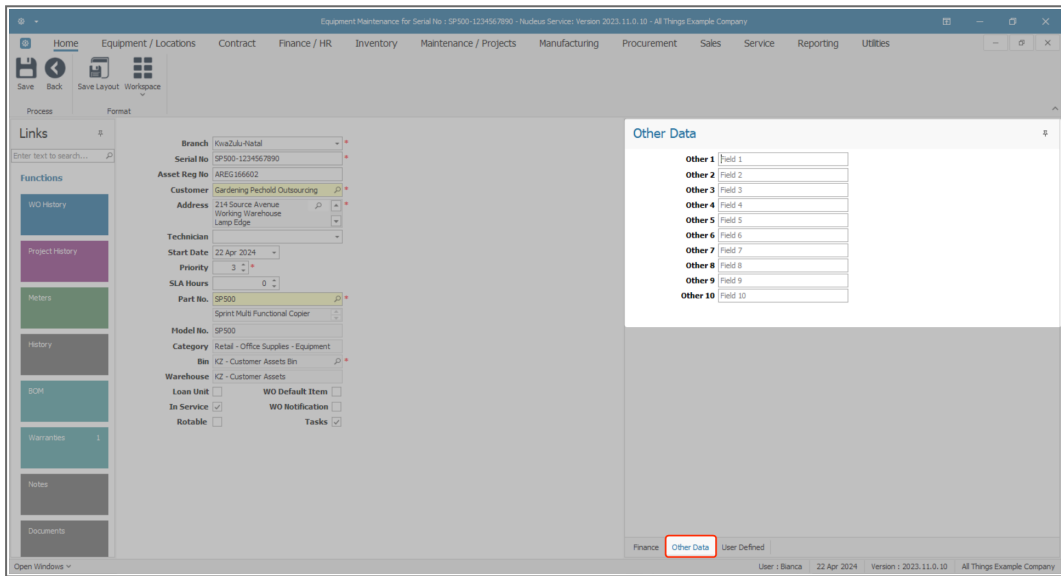 Equipment Maintenance for Serial No : SP500-1234567890 - Nucleus Service: Version 2023.11.0.10 - All Things Example Company
Home Equipment / Locations Contract Finance / HR Inventory Maintenance / Projects Manufacturing Procurement Sales Service Reporting Utilities
Save Back Save Layout Workspace
Process Format
Links
Enter text to search...
Functions
WO History
Project History
Meters
History
BOM
Warranties 1
Notes
Documents
Branch KwaZulu-Natal *
Serial No SP500-1234567890 *
Asset Reg No AREG166602
Customer Gardening Pechold Outsourcing *
Address 214 Source Avenue *
Working Warehouse
Lamp Edge
Technician
Start Date 22 Apr 2024
Priority 3 *
SLA Hours 0
Part No. SP500 *
Sprint Multi Functional Copier
Model No. SP500
Category Retail - Office Supplies - Equipment
Bin KZ - Customer Assets Bin *
Warehouse KZ - Customer Assets
Loan Unit WO Default Item
In Service WO Notification
Rotable Tasks
Other Data
Other 1 Field 1
Other 2 Field 2
Other 3 Field 3
Other 4 Field 4
Other 5 Field 5
Other 6 Field 6
Other 7 Field 7
Other 8 Field 8
Other 9 Field 9
Other 10 Field 10
Finance Other Data User Defined
Open Windows User : Bianca 22 Apr 2024 Version : 2023.11.0.10 All Things Example Company